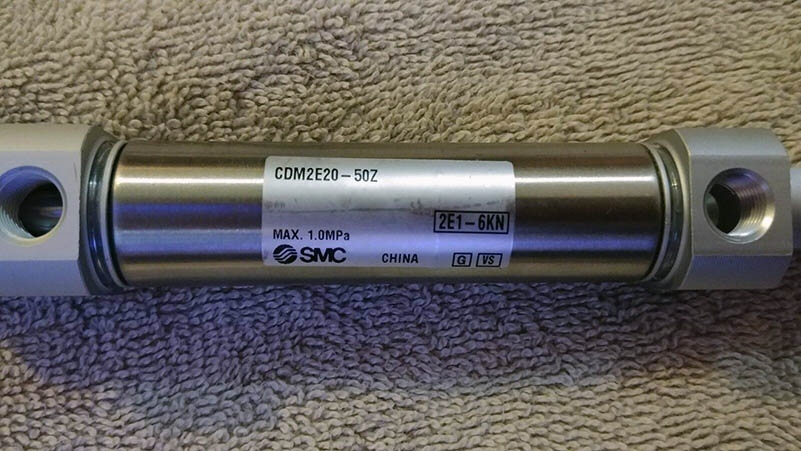 CDM2E20-50Z
2E1-6KN
MAX. 1.0MPa
SMC CHINA G VS